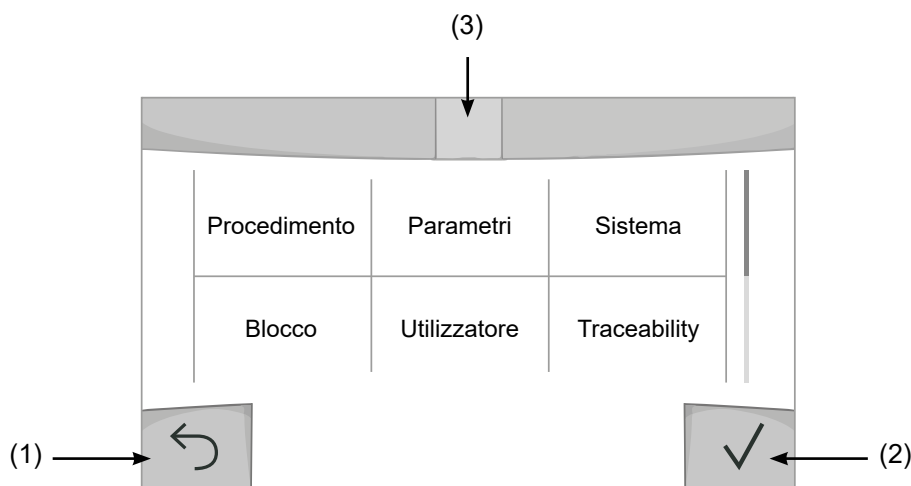 (3)
Procedimento Parametri Sistema
Blocco Utilizzatore Traceability
(1) (2)